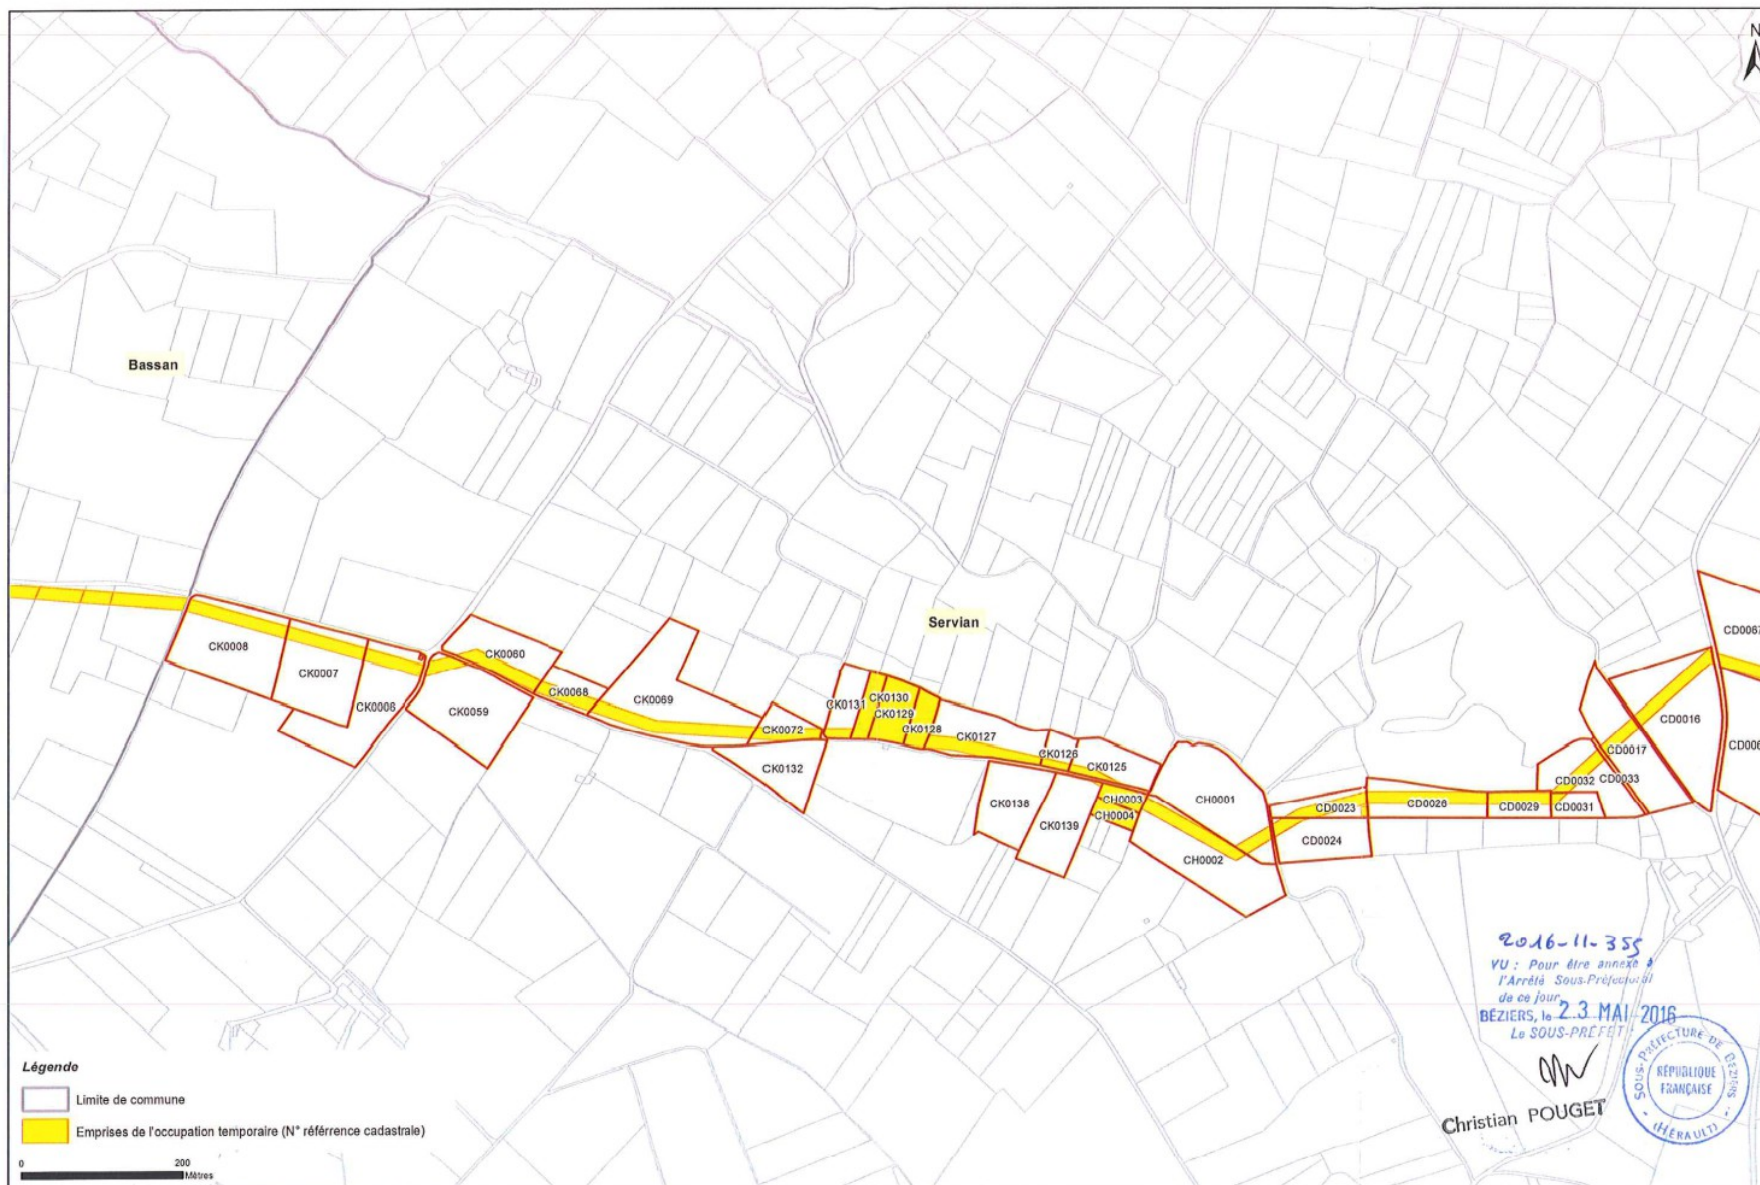 N
Bassan
Servian
CK0008
CK0007
CK0006
CK0060
CK0059
CK0068
CK0069
CK0072
CK0132
CK0131
CK0130
CK0129
CK0128
CK0127
CK0126
CK0125
CK0138
CK0139
CH0003
CH0004
CH0001
CH0002
CD0023
CD0024
CD0026
CD0029
CD0031
CD0032
CD0033
CD0017
CD0016
CD0067
CD006
2016-11-355
VU : Pour être annexé à
l'Arrêté Sous-Préfectoral
de ce jour
BÉZIERS, le 23 MAI 2016
Le SOUS-PRÉFET
Christian POUGET
SOUS-PRÉFECTURE DE BÉZIERS
RÉPUBLIQUE
FRANÇAISE
(HÉRAULT)
Légende
Limite de commune
Emprises de l'occupation temporaire (N° référrence cadastrale)
0 200
Mètres